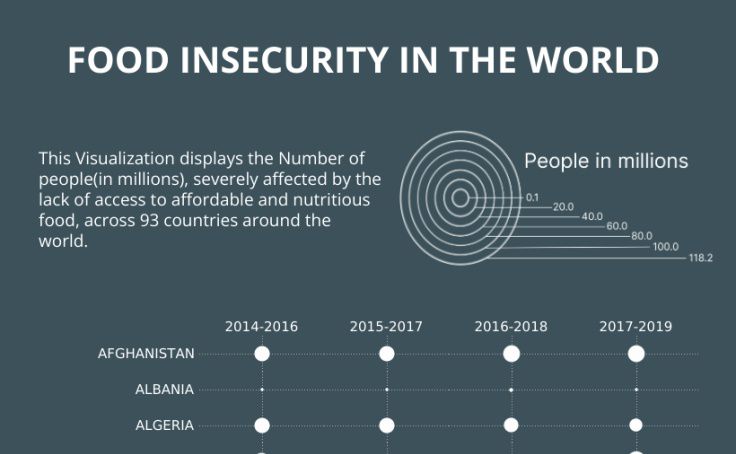 FOOD INSECURITY IN THE WORLD
This Visualization displays the Number of
people(in millions), severely affected by the
lack of access to affordable and nutritious
food, across 93 countries around the
world.
People in millions
0.1
20.0
40.0
60.0
80.0
100.0
118.2
2014-2016 2015-2017 2016-2018 2017-2019
AFGHANISTAN
ALBANIA
ALGERIA